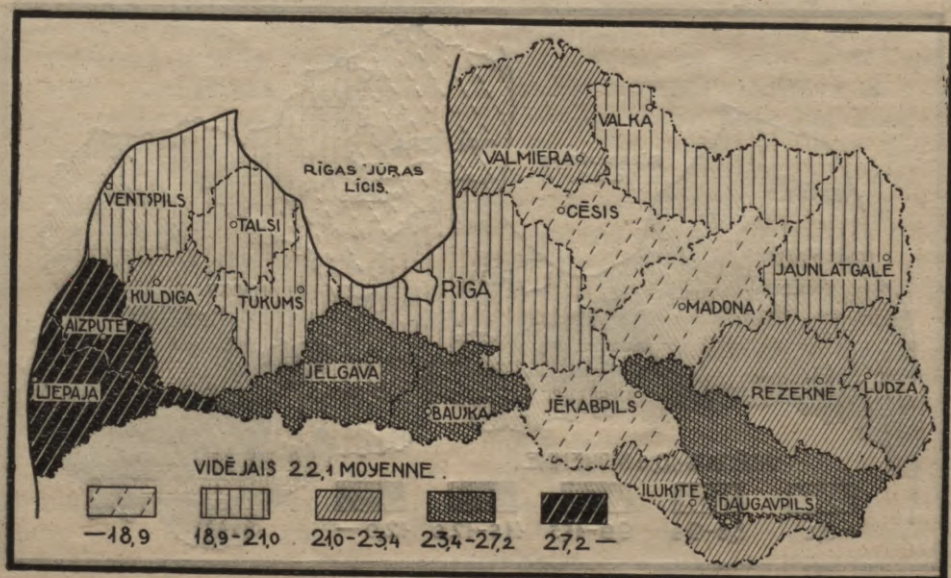 VALKA
VALMIERA
RĪGAS JŪRAS
LĪCIS.
VENTSPILS
CĒSIS
TALSI
JAUNLATGALE
KULDIGA
TUKUMS
RĪGA
MADONA
AIZPUTE
JELGAVA
LIEPAJA
REZEKNE
LUDZA
BAUSKA
JĒKABPILS
VIDĒJAIS 22,1 MOYENNE.
ILUKSTE
DAUGAVPILS
—18,9 18,9-21,0 21,0-23,4 23,4-27,2 27,2—